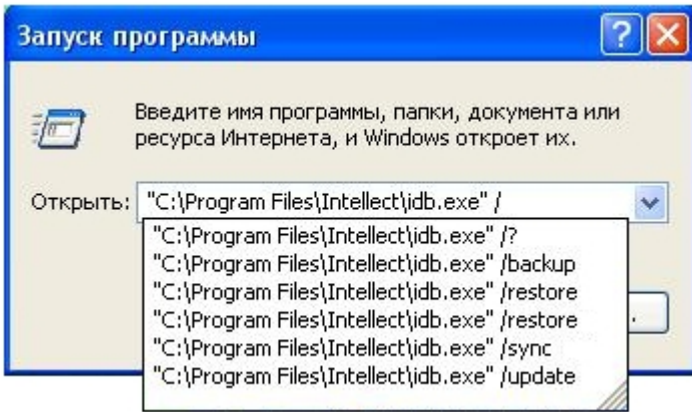 Запуск программы
Введите имя программы, папки, документа или
ресурса Интернета, и Windows откроет их.
Открыть: "C:\Program Files\Intellect\idb.exe" /
"C:\Program Files\Intellect\idb.exe" /?
"C:\Program Files\Intellect\idb.exe" /backup
"C:\Program Files\Intellect\idb.exe" /restore
"C:\Program Files\Intellect\idb.exe" /restore
"C:\Program Files\Intellect\idb.exe" /sync
"C:\Program Files\Intellect\idb.exe" /update